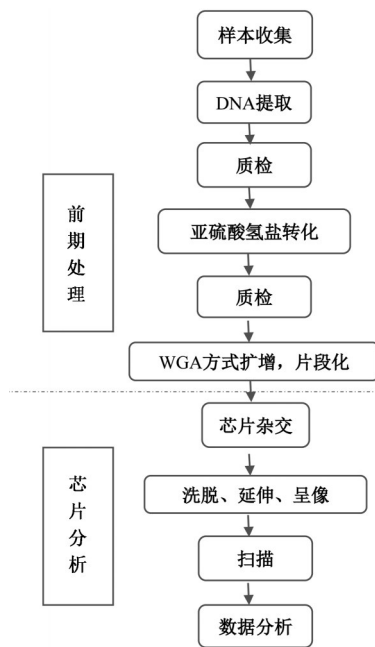 样本收集
DNA提取
质检
前期处理
亚硫酸氢盐转化
质检
WGA方式扩增，片段化
芯片杂交
芯片分析
洗脱、延伸、呈像
扫描
数据分析